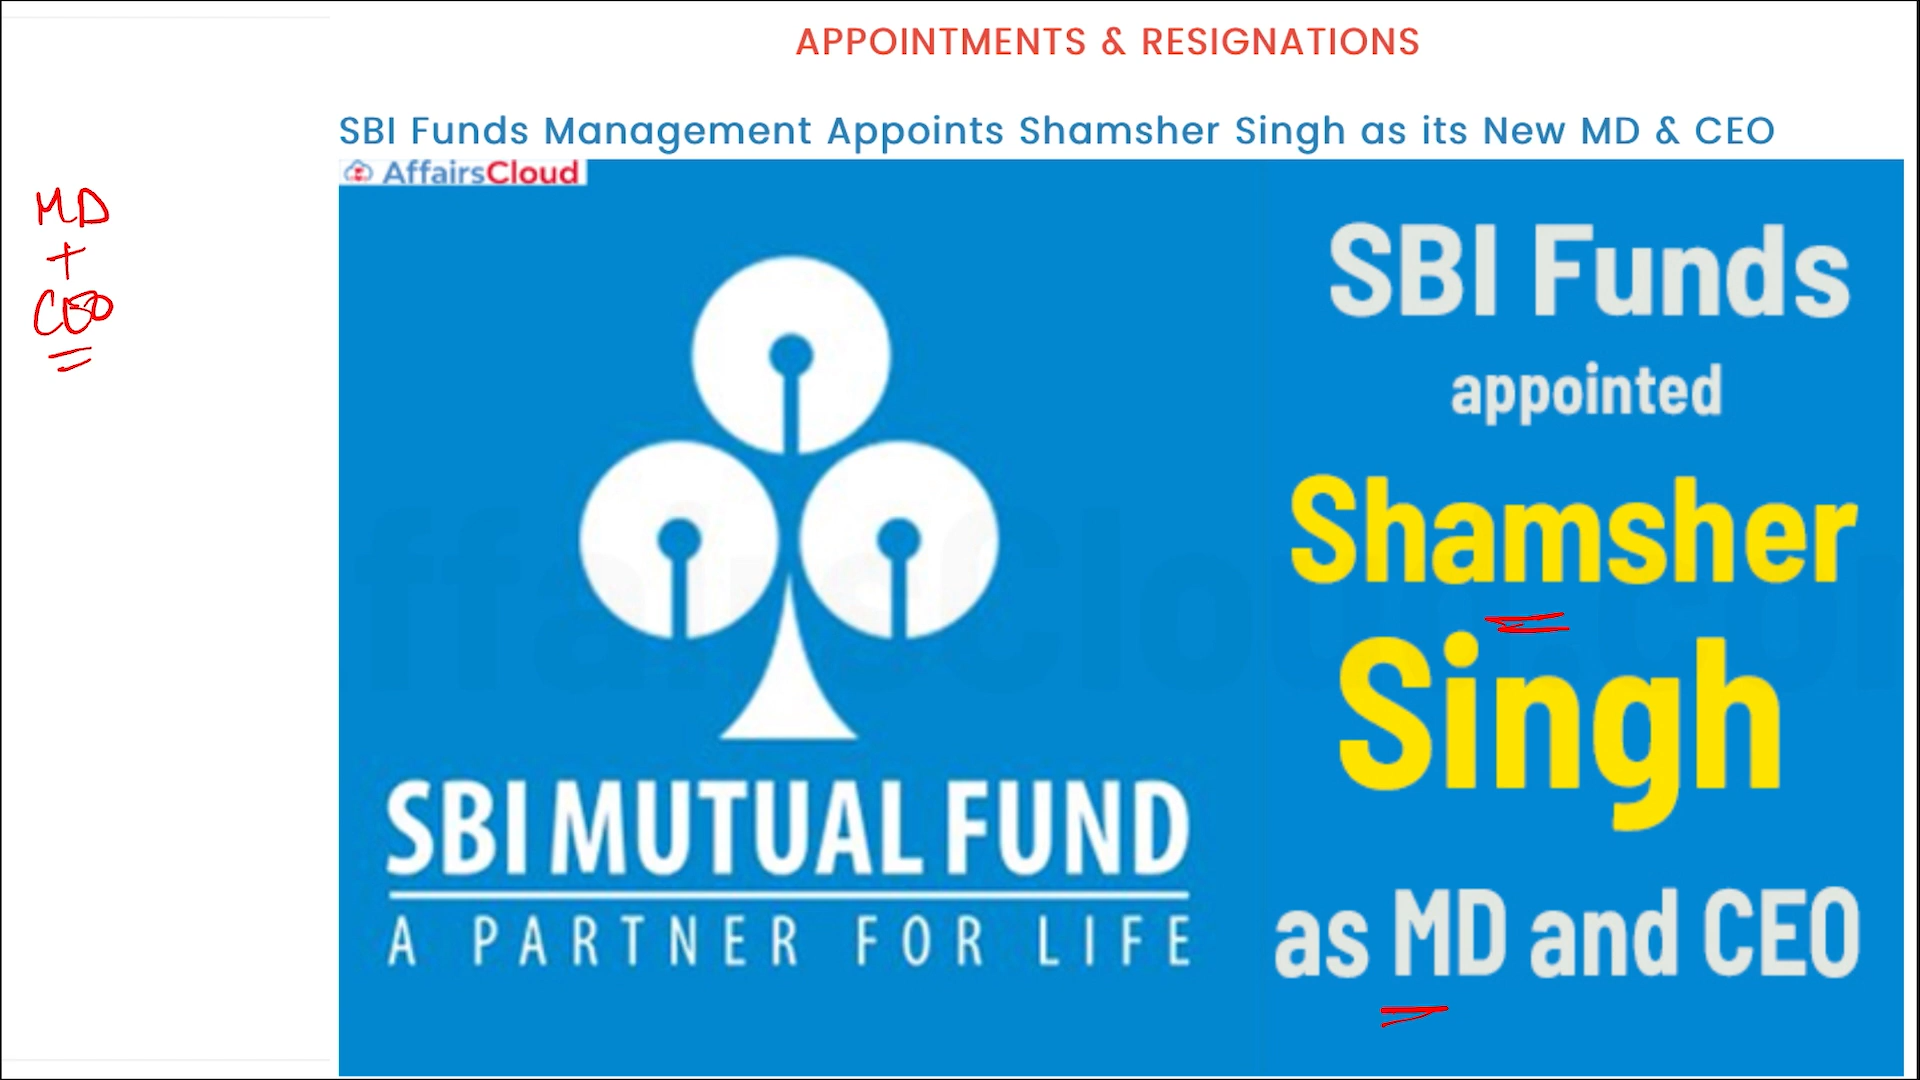 APPOINTMENTS & RESIGNATIONS
SBI Funds Management Appoints Shamsher Singh as its New MD & CEO
AffairsCloud
MD
+
CEO
SBI Funds
appointed
Shamsher
Singh
as MD and CEO
SBI MUTUAL FUND
A PARTNER FOR LIFE